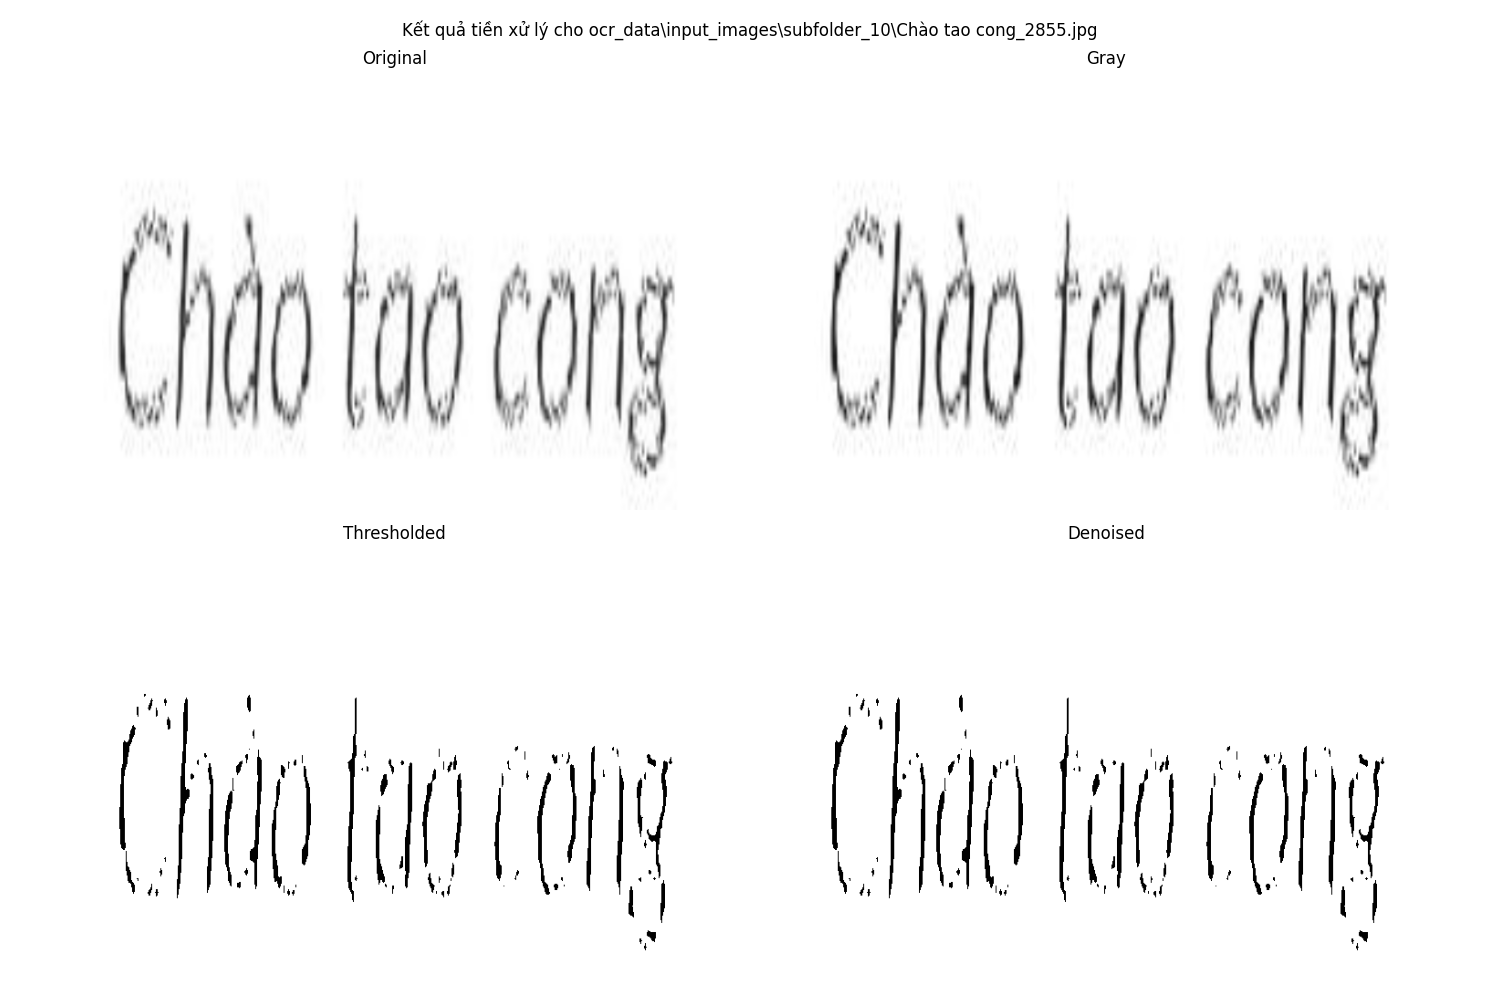 Kết quả tiền xử lý cho ocr_data\input_images\subfolder_10\Chào tao cong_2855.jpg
Original
Gray
Chào tao cong
Chào tao cong
Thresholded
Denoised
Chào tao cong
Chào tao cong